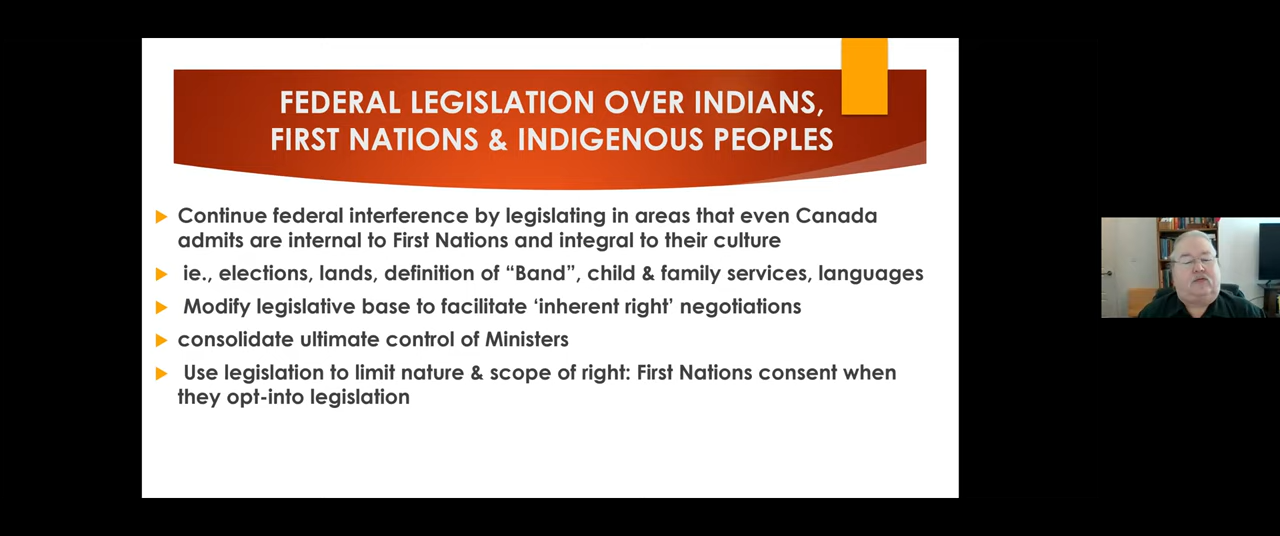 FEDERAL LEGISLATION OVER INDIANS,
FIRST NATIONS & INDIGENOUS PEOPLES
Continue federal interference by legislating in areas that even Canada
admits are internal to First Nations and integral to their culture
ie., elections, lands, definition of “Band”, child & family services, languages
Modify legislative base to facilitate ‘inherent right’ negotiations
consolidate ultimate control of Ministers
Use legislation to limit nature & scope of right: First Nations consent when
they opt-into legislation